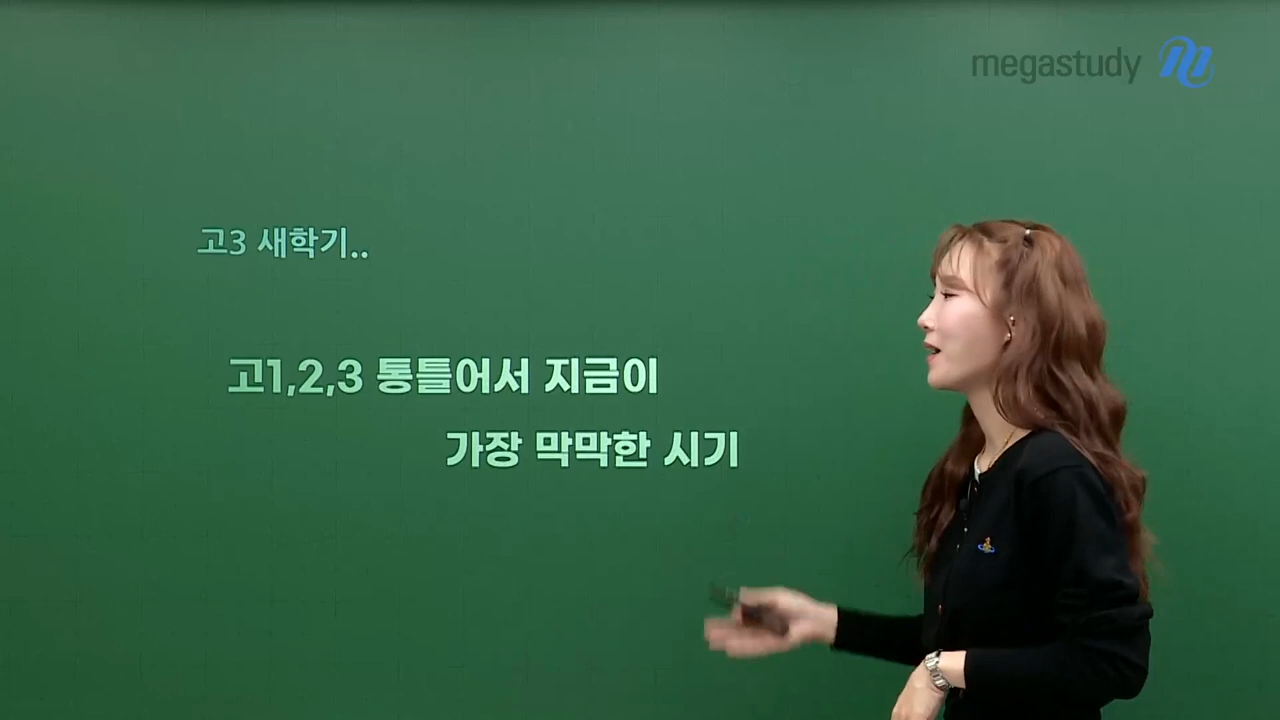 megastudy
고3 새학기..
고1,2,3 통틀어서 지금이
가장 막막한 시기